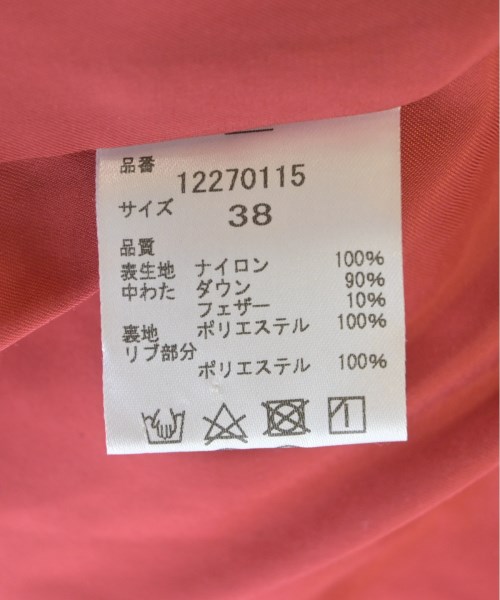 品番
12270115
サイズ
38
品質
表生地 ナイロン 100%
中わた ダウン 90%
フェザー 10%
裏地 ポリエステル 100%
リブ部分
ポリエステル 100%